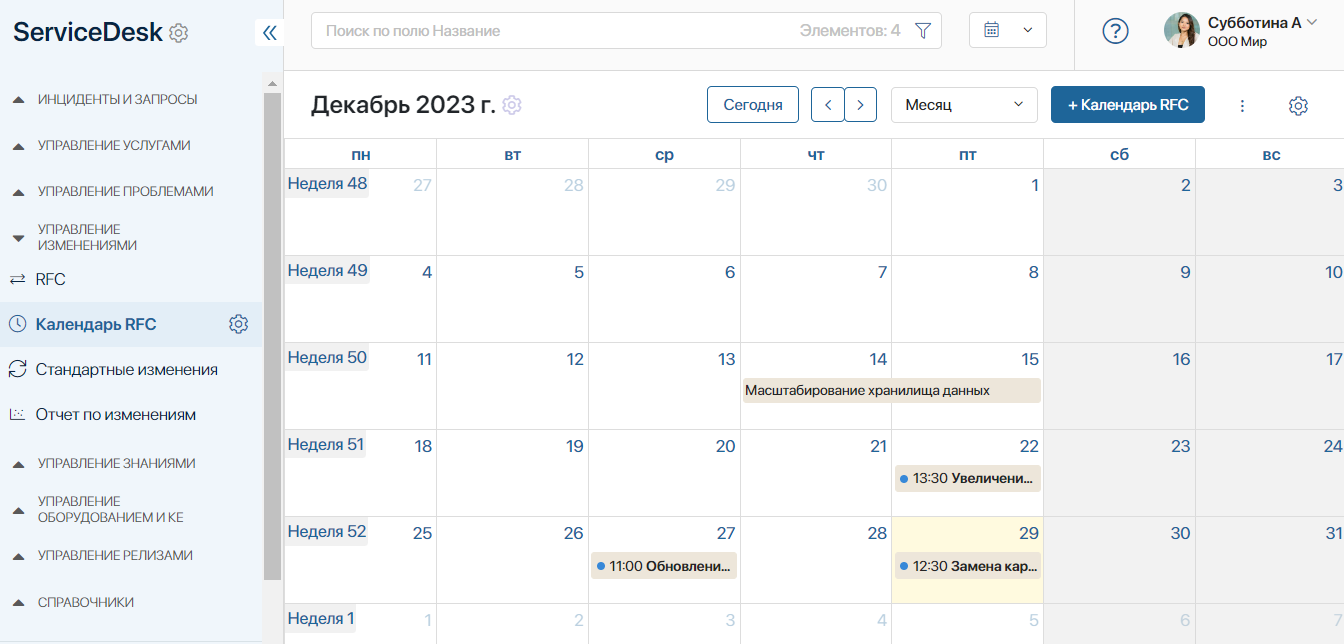 ServiceDesk
Поиск по полю Название
Элементов: 4
?
Субботина А
ООО Мир
ИНЦИДЕНТЫ И ЗАПРОСЫ
УПРАВЛЕНИЕ УСЛУГАМИ
УПРАВЛЕНИЕ ПРОБЛЕМАМИ
УПРАВЛЕНИЕ
ИЗМЕНЕНИЯМИ
RFC
Календарь RFC
Стандартные изменения
Отчет по изменениям
УПРАВЛЕНИЕ ЗНАНИЯМИ
УПРАВЛЕНИЕ
ОБОРУДОВАНИЕМ И КЕ
УПРАВЛЕНИЕ РЕЛИЗАМИ
СПРАВОЧНИКИ
Декабрь 2023 г.
Сегодня
Месяц
+ Календарь RFC
пн вт ср чт пт сб вс
Неделя 48 27 28 29 30 1 2 3
Неделя 49 4 5 6 7 8 9 10
Неделя 50 11 12 13 14 15 16 17
Масштабирование хранилища данных
Неделя 51 18 19 20 21 22 23 24
13:30 Увеличени...
Неделя 52 25 26 27 28 29 30 31
11:00 Обновлени...
12:30 Замена кар...
Неделя 1 1 2 3 4 5 6 7